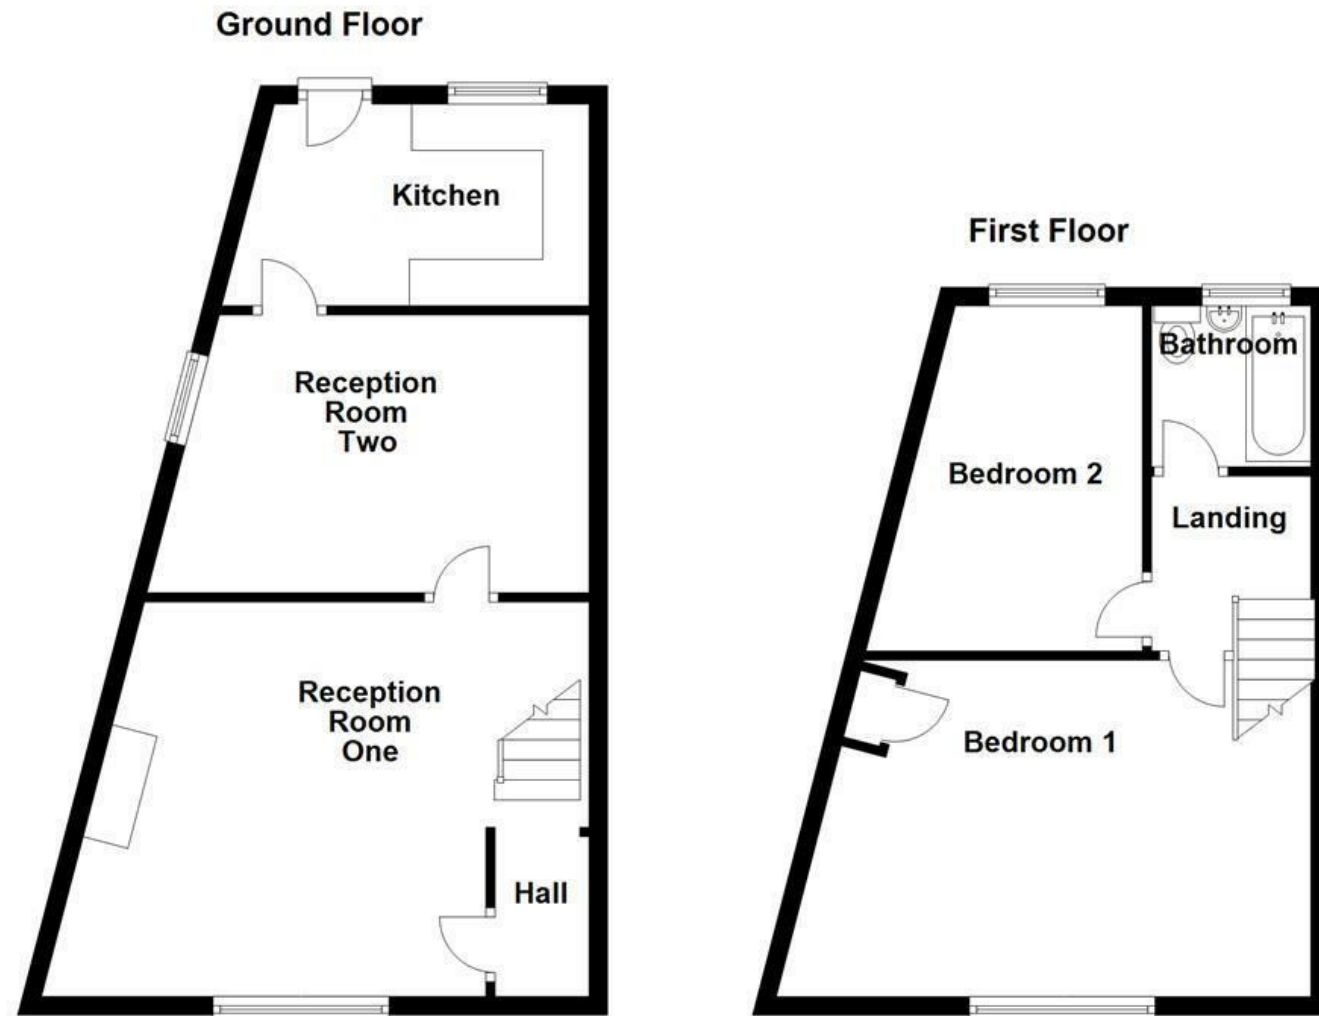 Ground Floor
Kitchen
Reception
Room
Two
Reception
Room
One
Hall
First Floor
Bathroom
Bedroom 2
Landing
Bedroom 1